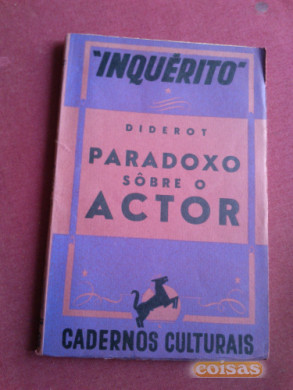 "INQUÉRITO"
DIDEROT
PARADOXO
SÔBRE O
ACTOR
CADERNOS CULTURAIS
coisas